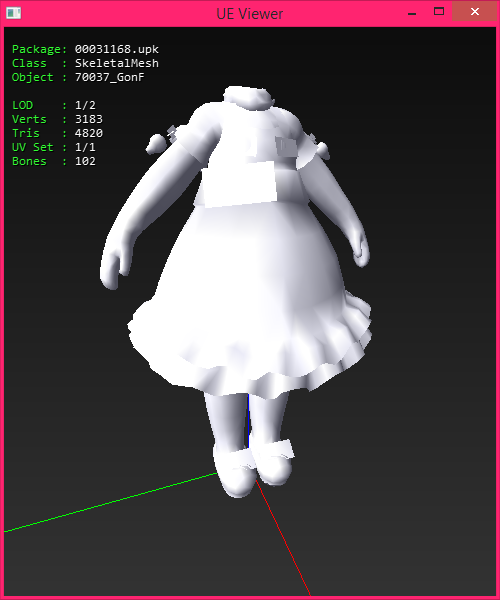 UE Viewer
Package: 00031168.upk
Class  : SkeletalMesh
Object : 70037_GonF
LOD    : 1/2
Verts  : 3183
Tris   : 4820
UV Set : 1/1
Bones  : 102